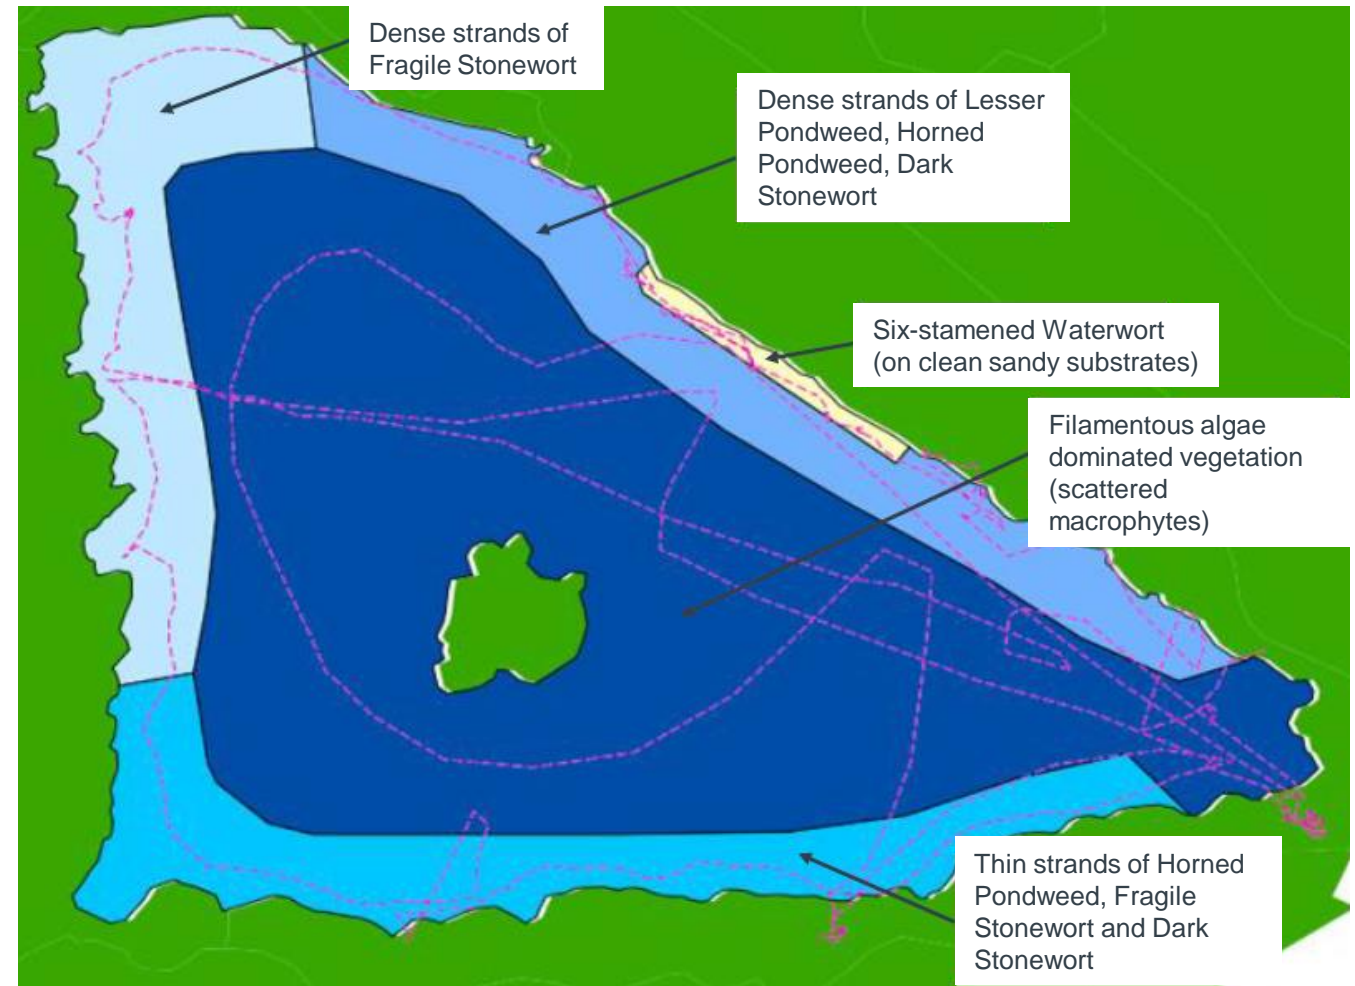 Dense strands of
Fragile Stonewort
Dense strands of Lesser
Pondweed, Horned
Pondweed, Dark
Stonewort
Six-stamened Waterwort
(on clean sandy substrates)
Filamentous algae
dominated vegetation
(scattered
macrophytes)
Thin strands of Horned
Pondweed, Fragile
Stonewort and Dark
Stonewort